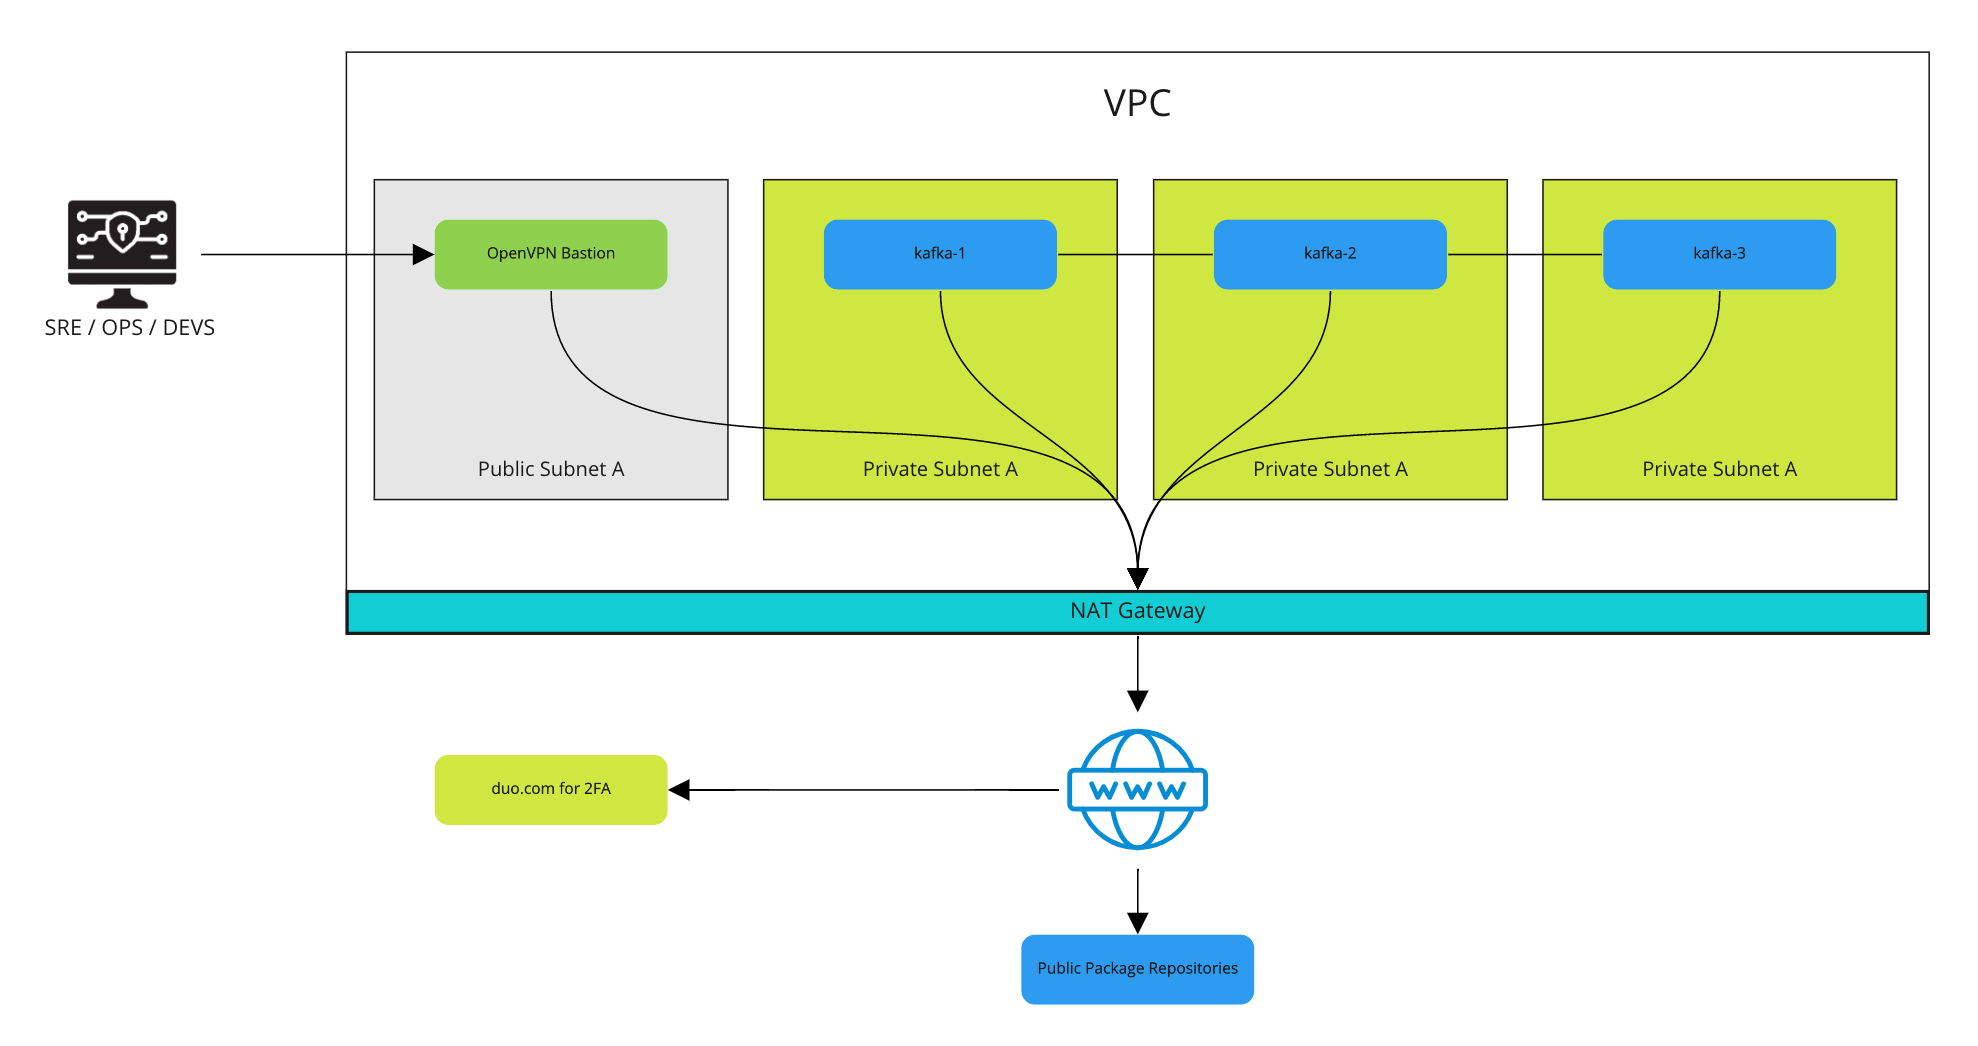 VPC
SRE / OPS / DEVS
OpenVPN Bastion
kafka-1
kafka-2
kafka-3
Public Subnet A
Private Subnet A
Private Subnet A
Private Subnet A
NAT Gateway
www
duo.com for 2FA
Public Package Repositories